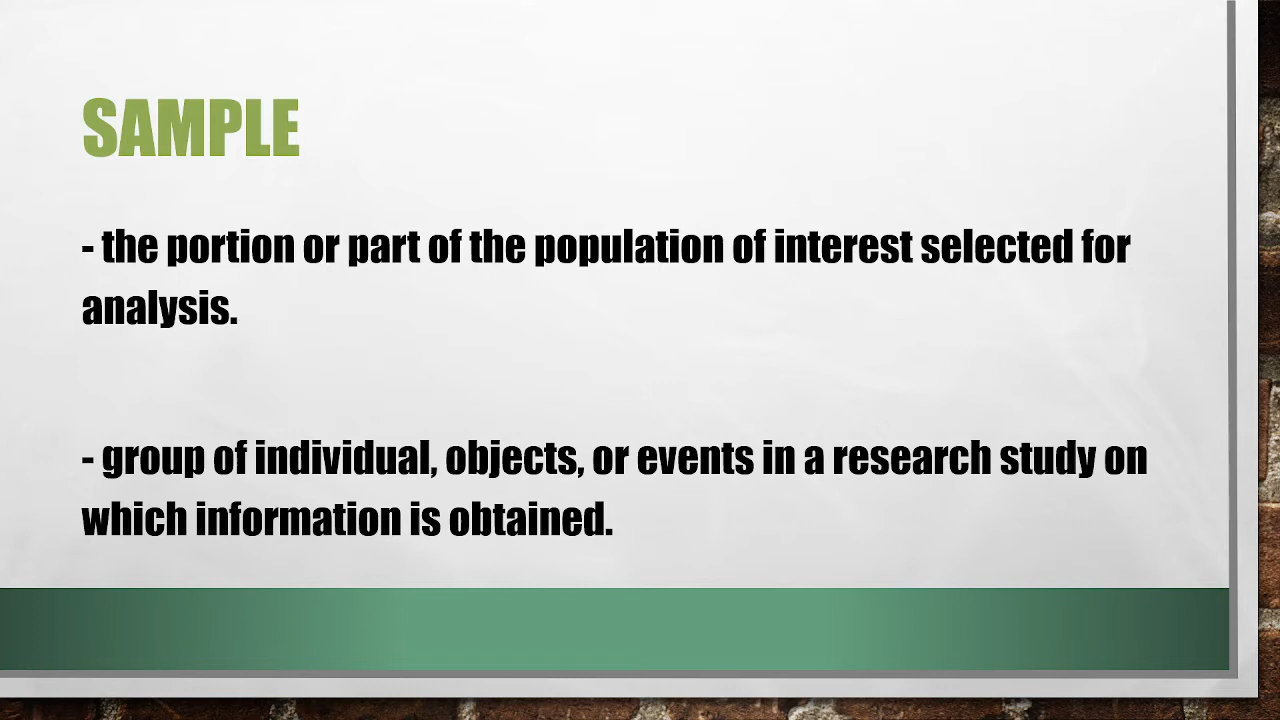 SAMPLE
- the portion or part of the population of interest selected for
analysis.
- group of individual, objects, or events in a research study on
which information is obtained.